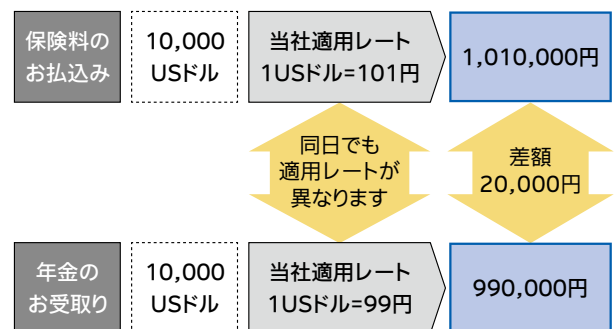 保険料の
お払込み
10,000
USドル
当社適用レート
1USドル=101円
1,010,000円
同日でも
適用レートが
異なります
差額
20,000円
年金の
お受取り
10,000
USドル
当社適用レート
1USドル=99円
990,000円